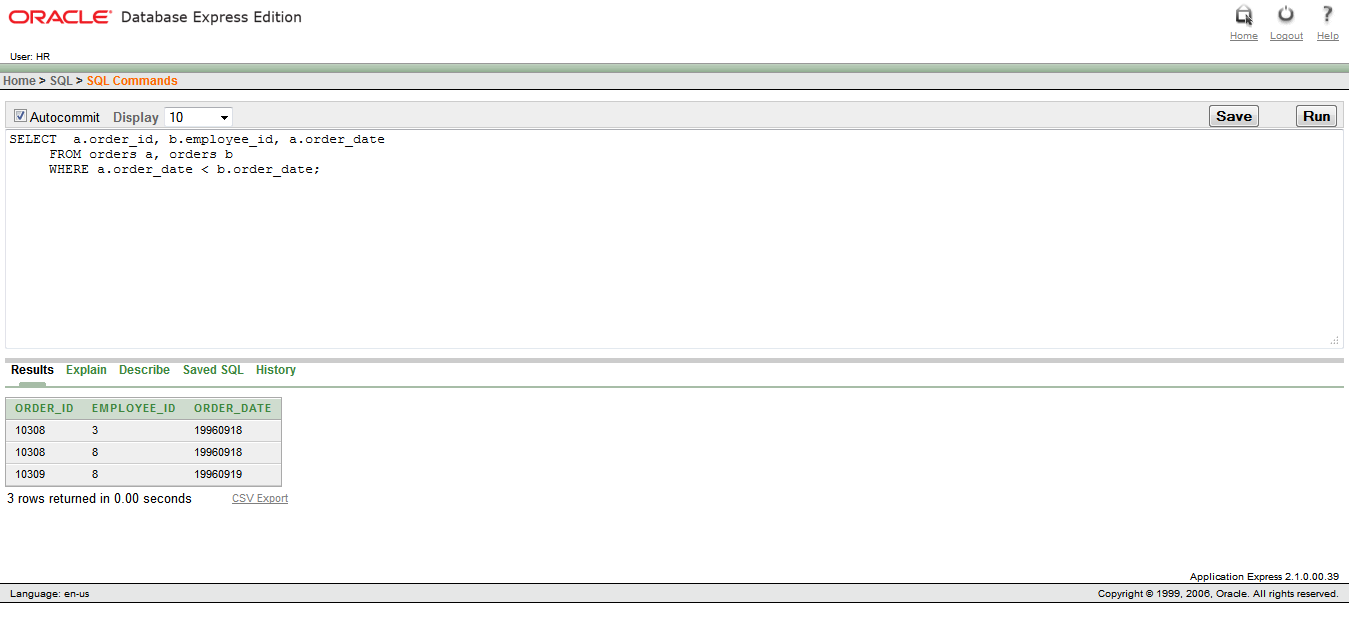 ORACLE® Database Express Edition
Home Logout Help
User: HR
Home > SQL > SQL Commands
Autocommit Display 10 Save Run
SELECT  a.order_id, b.employee_id, a.order_date
     FROM orders a, orders b
     WHERE a.order_date < b.order_date;
Results Explain Describe Saved SQL History
ORDER_ID EMPLOYEE_ID ORDER_DATE
10308 3 19960918
10308 8 19960918
10309 8 19960919
3 rows returned in 0.00 seconds CSV Export
Application Express 2.1.0.00.39
Language: en-us Copyright © 1999, 2006, Oracle. All rights reserved.